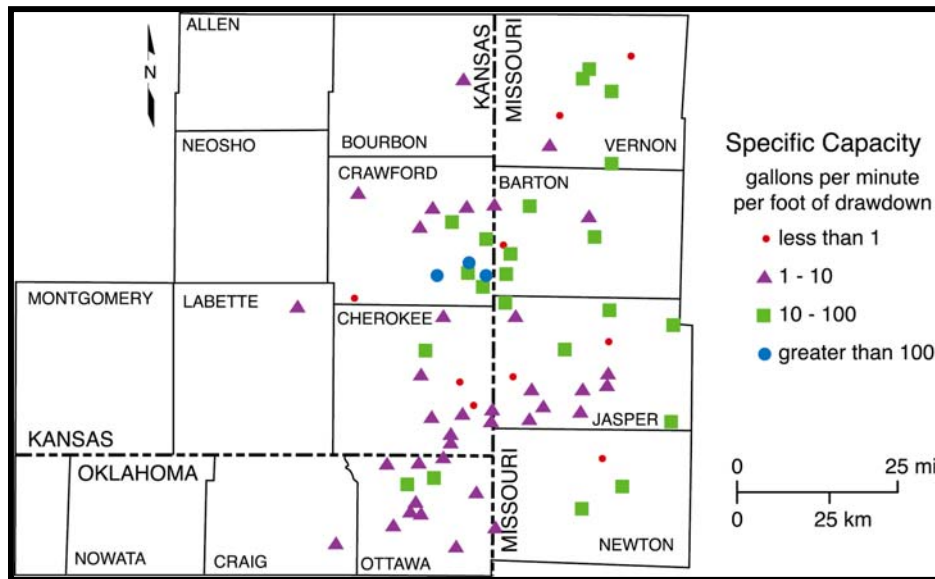 ALLEN
N
KANSAS
MISSOURI
NEOSHO
BOURBON
VERNON
CRAWFORD
BARTON
MONTGOMERY
LABETTE
CHEROKEE
JASPER
KANSAS
OKLAHOMA
MISSOURI
NOWATA
CRAIG
OTTAWA
NEWTON
Specific Capacity
gallons per minute
per foot of drawdown
less than 1
1 - 10
10 - 100
greater than 100
0 25 mi
0 25 km